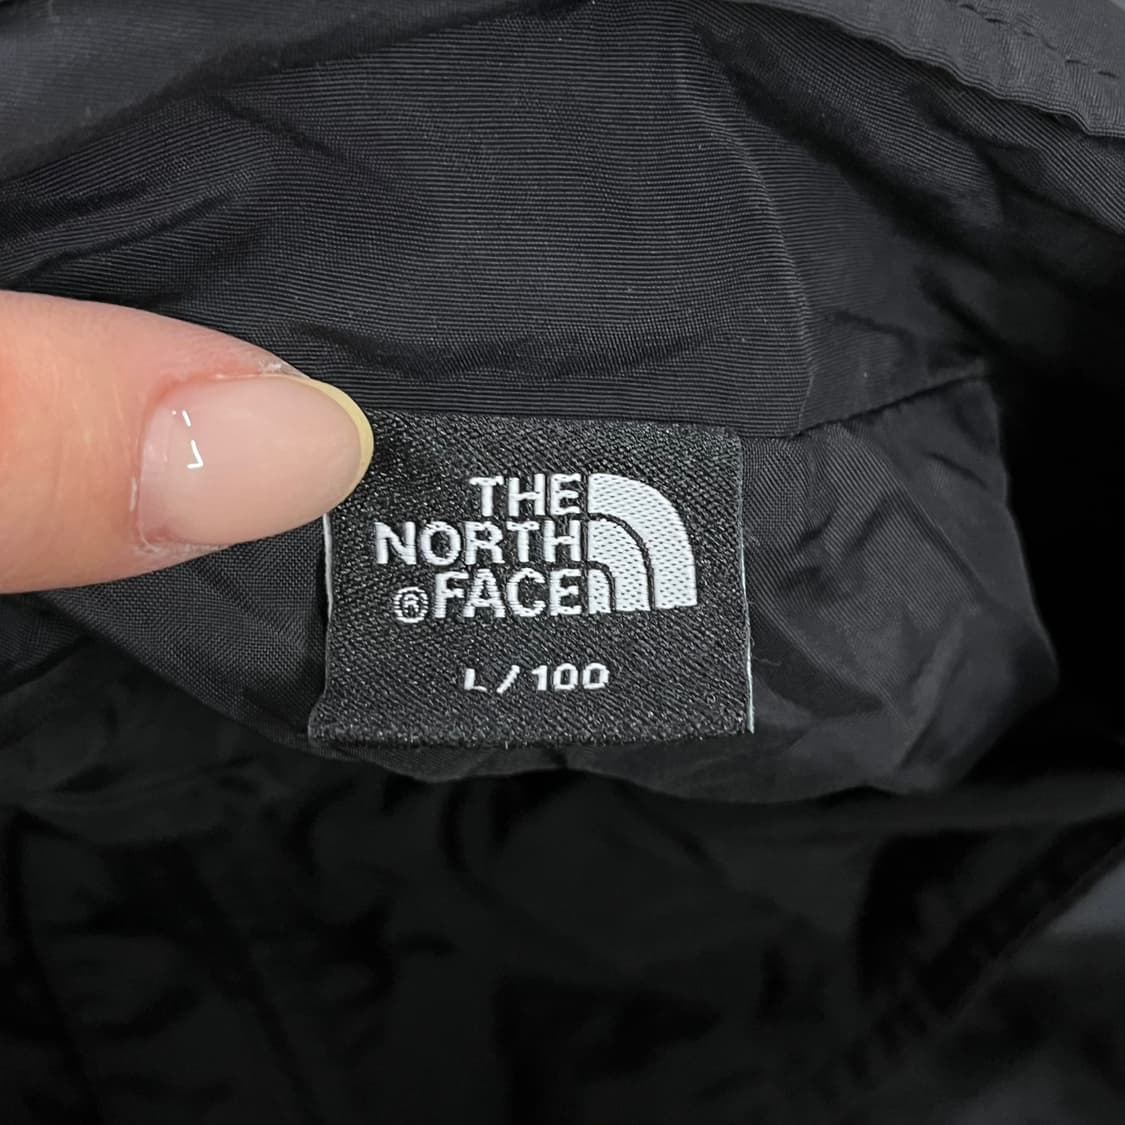 THE
NORTH
® FACE
L/100